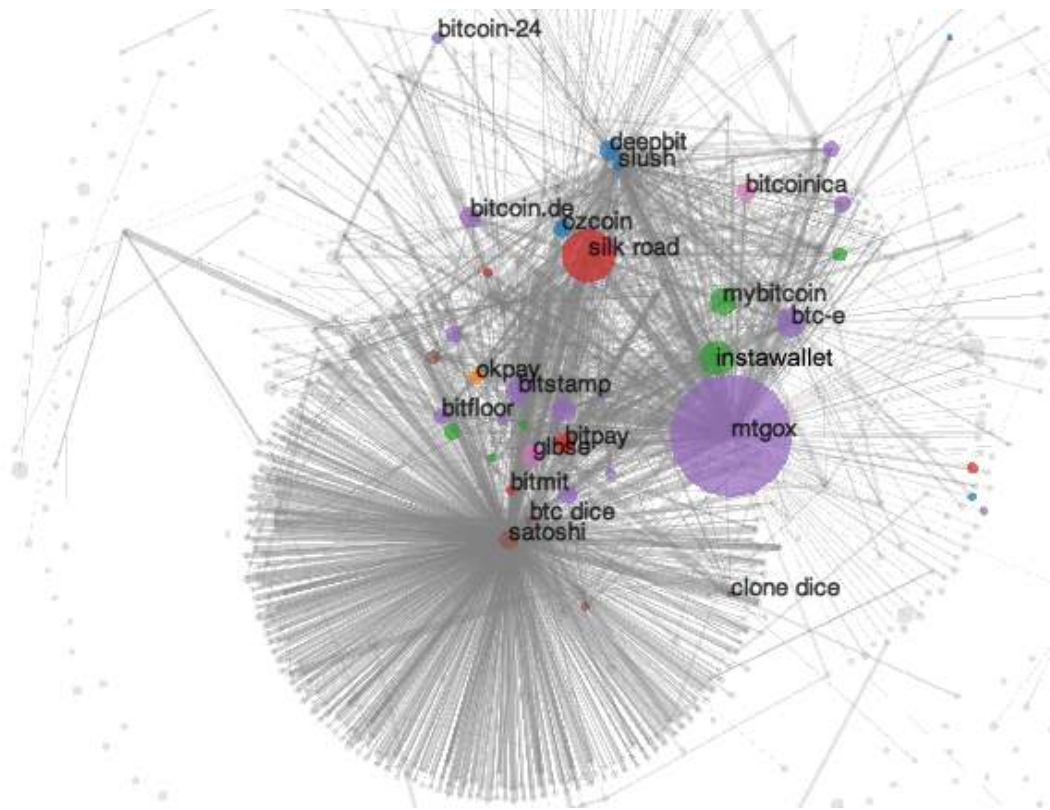 bitcoin-24
deepbit
slush
bitcoinica
bitcoin.de
ozcoin
silk road
mybitcoin
btc-e
instawallet
okpay
bitstamp
bitfloor
mtgox
bitpay
glbse
bitmit
btc dice
satoshi
clone dice